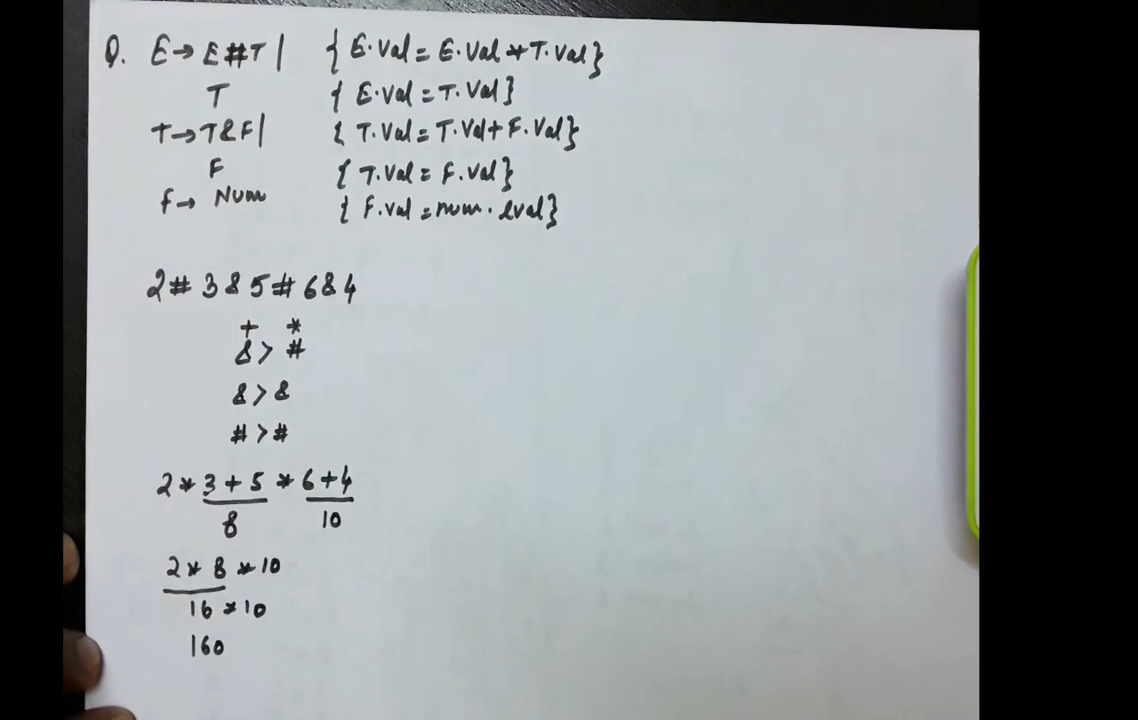 Q. E→ E#T | { E.Val = E.Val * T.Val}
T { E.Val = T.Val}
T→T&F| { T.Val = T.Val + F.Val}
F { T.Val = F.Val}
F→ Num { F.val = num.lval}
2# 3&5# 6&4
+ *
& > #
& > &
# > #
2 * 3 + 5 * 6+4
8 10
2 * 8 * 10
16 * 10
160